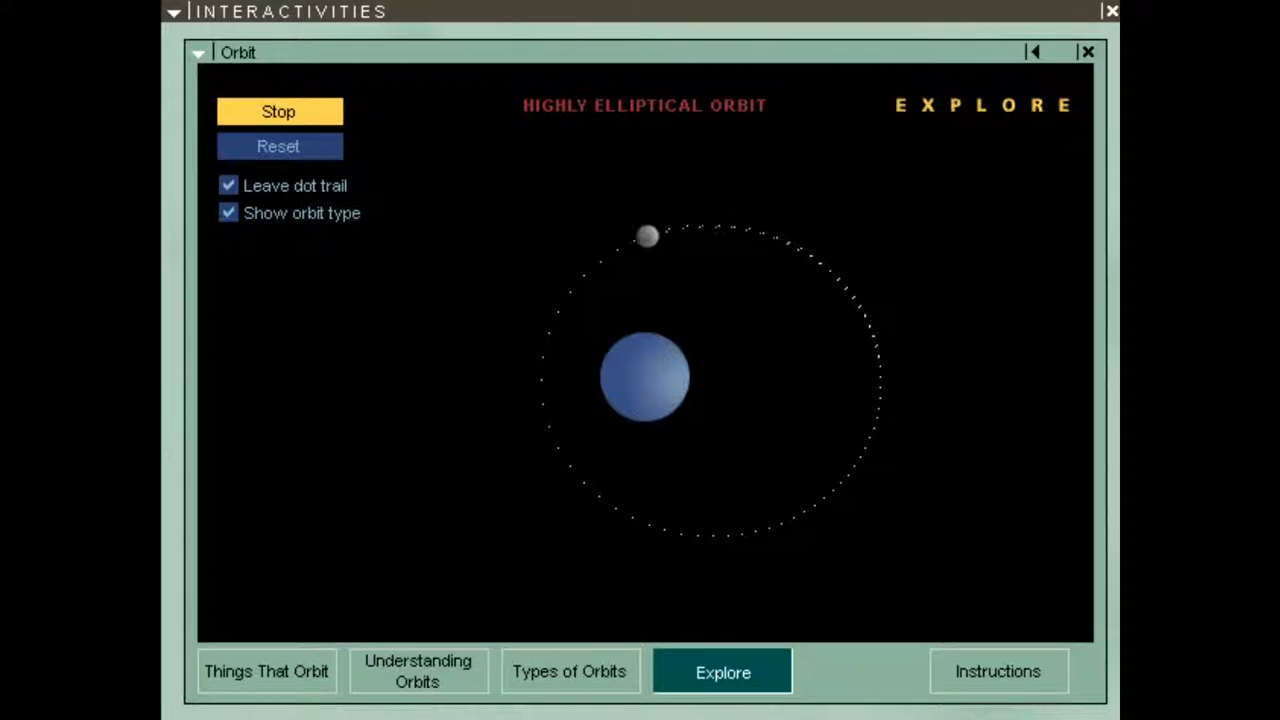 INTERACTIVITIES
Orbit
Stop
HIGHLY ELLIPTICAL ORBIT
EXPLORE
Reset
Leave dot trail
Show orbit type
Things That Orbit
Understanding
Orbits
Types of Orbits
Explore
Instructions